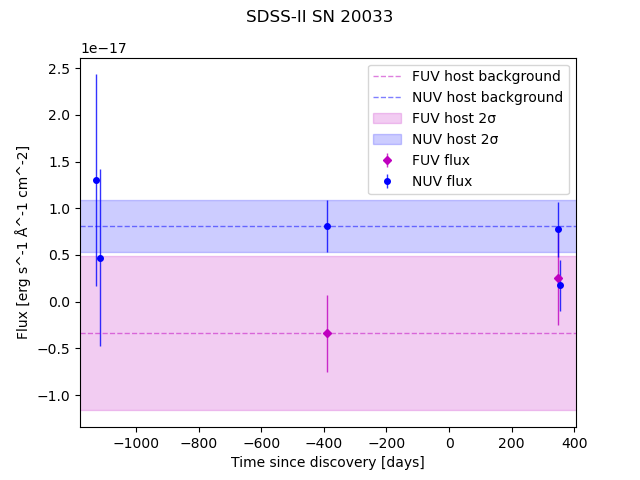 SDSS-II SN 20033
1e−17
FUV host background
NUV host background
FUV host 2σ
NUV host 2σ
FUV flux
NUV flux
2.5
2.0
1.5
1.0
0.5
0.0
−0.5
−1.0
Flux [erg s^-1 Å^-1 cm^-2]
−1000
−800
−600
−400
−200
0
200
400
Time since discovery [days]